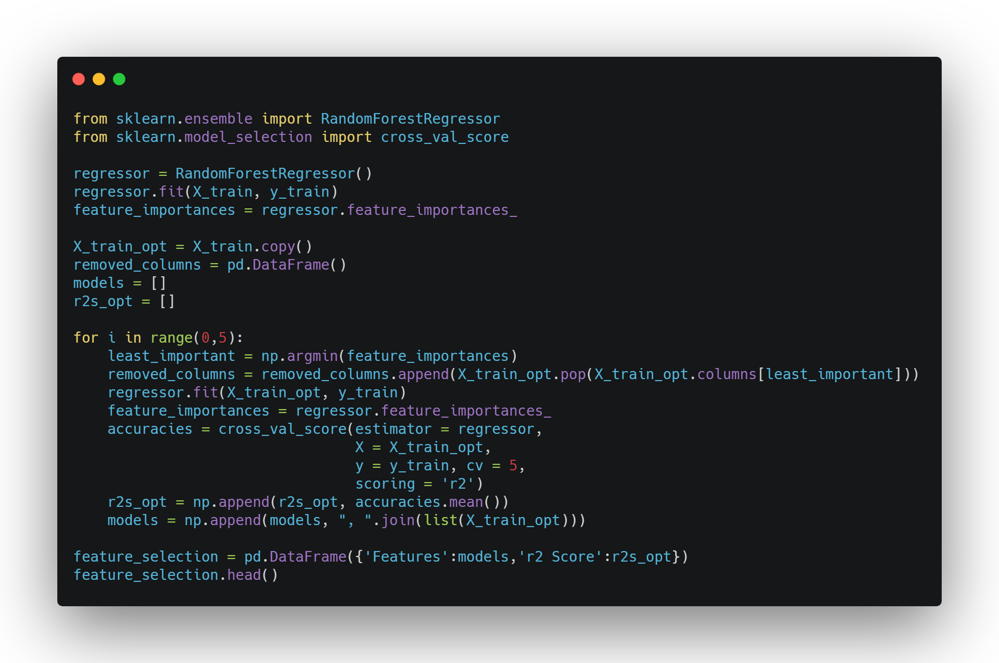 from sklearn.ensemble import RandomForestRegressor
from sklearn.model_selection import cross_val_score

regressor = RandomForestRegressor()
regressor.fit(X_train, y_train)
feature_importances = regressor.feature_importances_

X_train_opt = X_train.copy()
removed_columns = pd.DataFrame()
models = []
r2s_opt = []

for i in range(0,5):
    least_important = np.argmin(feature_importances)
    removed_columns = removed_columns.append(X_train_opt.pop(X_train_opt.columns[least_important]))
    regressor.fit(X_train_opt, y_train)
    feature_importances = regressor.feature_importances_
    accuracies = cross_val_score(estimator = regressor,
                                 X = X_train_opt,
                                 y = y_train, cv = 5,
                                 scoring = 'r2')
    r2s_opt = np.append(r2s_opt, accuracies.mean())
    models = np.append(models, ", ".join(list(X_train_opt)))

feature_selection = pd.DataFrame({'Features':models,'r2 Score':r2s_opt})
feature_selection.head()